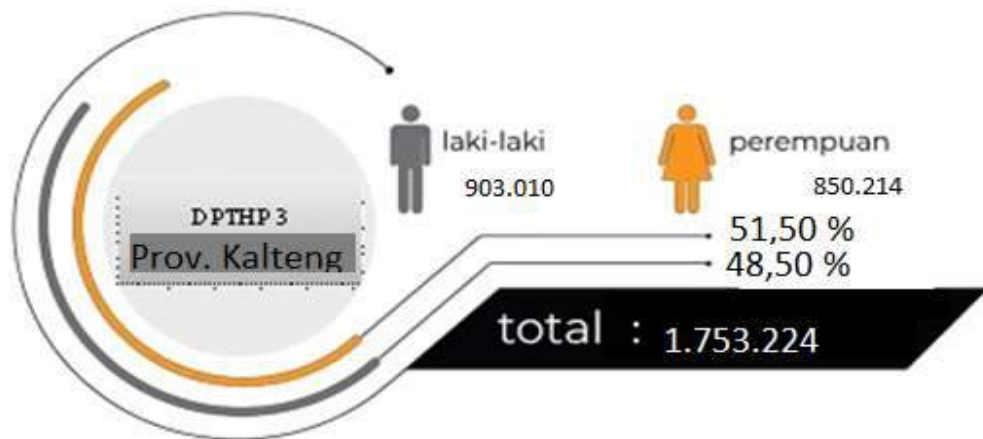 laki-laki
903.010
perempuan
850.214
DPTHP 3
Prov. Kalteng
51,50 %
48,50 %
total : 1.753.224